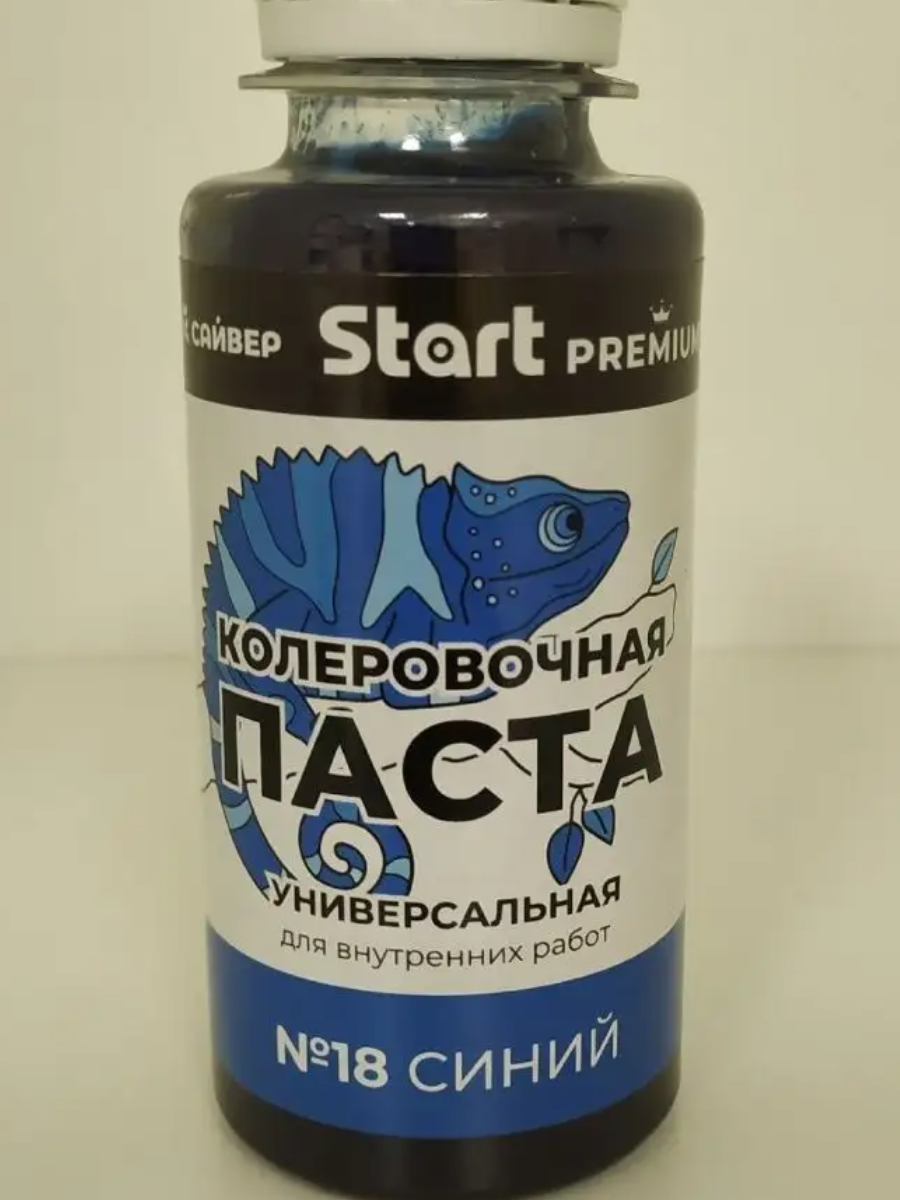 САЙВЕР Start PREMIUM
КОЛЕРОВОЧНАЯ
ПАСТА
УНИВЕРСАЛЬНАЯ
для внутренних работ
№18 СИНИЙ